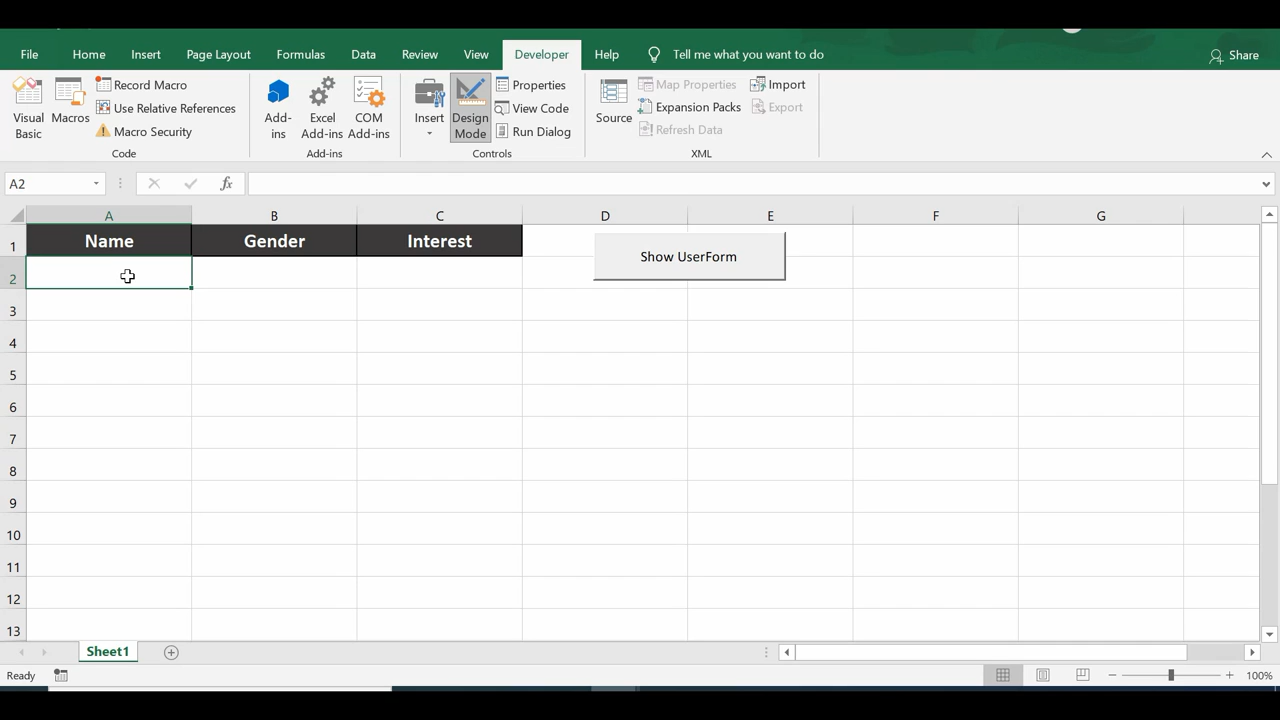 File Home Insert Page Layout Formulas Data Review View Developer Help Tell me what you want to do Share
Visual Basic
Macros
Record Macro
Use Relative References
Macro Security
Code
Add-ins
Excel Add-ins
COM Add-ins
Add-ins
Insert
Design Mode
Properties
View Code
Run Dialog
Controls
Source
Map Properties
Expansion Packs
Refresh Data
Import
Export
XML
A2 fx
A B C D E F G
1 Name Gender Interest Show UserForm
2
3
4
5
6
7
8
9
10
11
12
13
Sheet1
Ready 100%